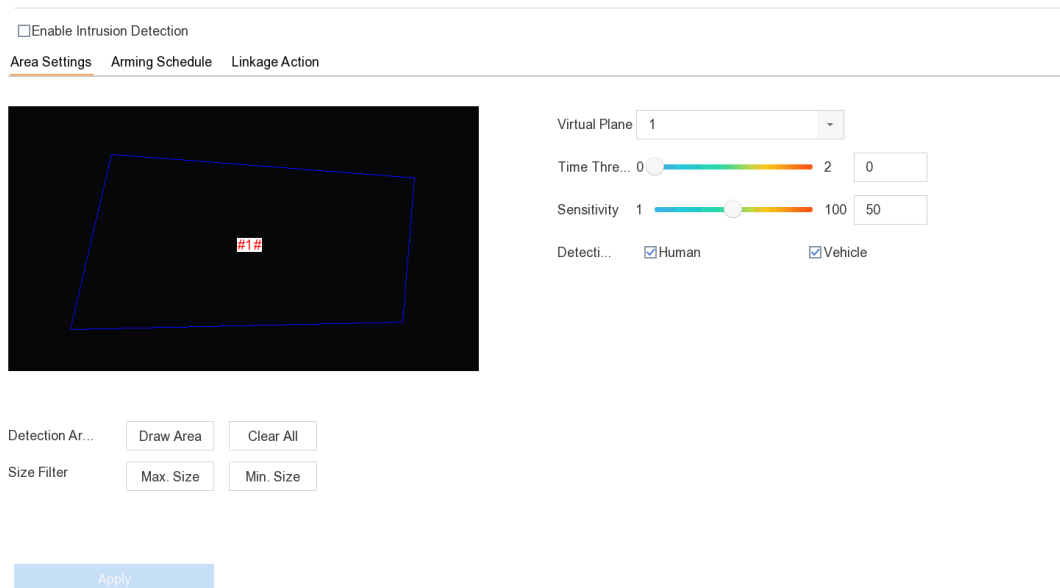 Enable Intrusion Detection
Area Settings Arming Schedule Linkage Action
#1#
Virtual Plane 1
Time Thre... 0 2 0
Sensitivity 1 100 50
Detecti... Human Vehicle
Detection Ar... Draw Area Clear All
Size Filter Max. Size Min. Size
Apply